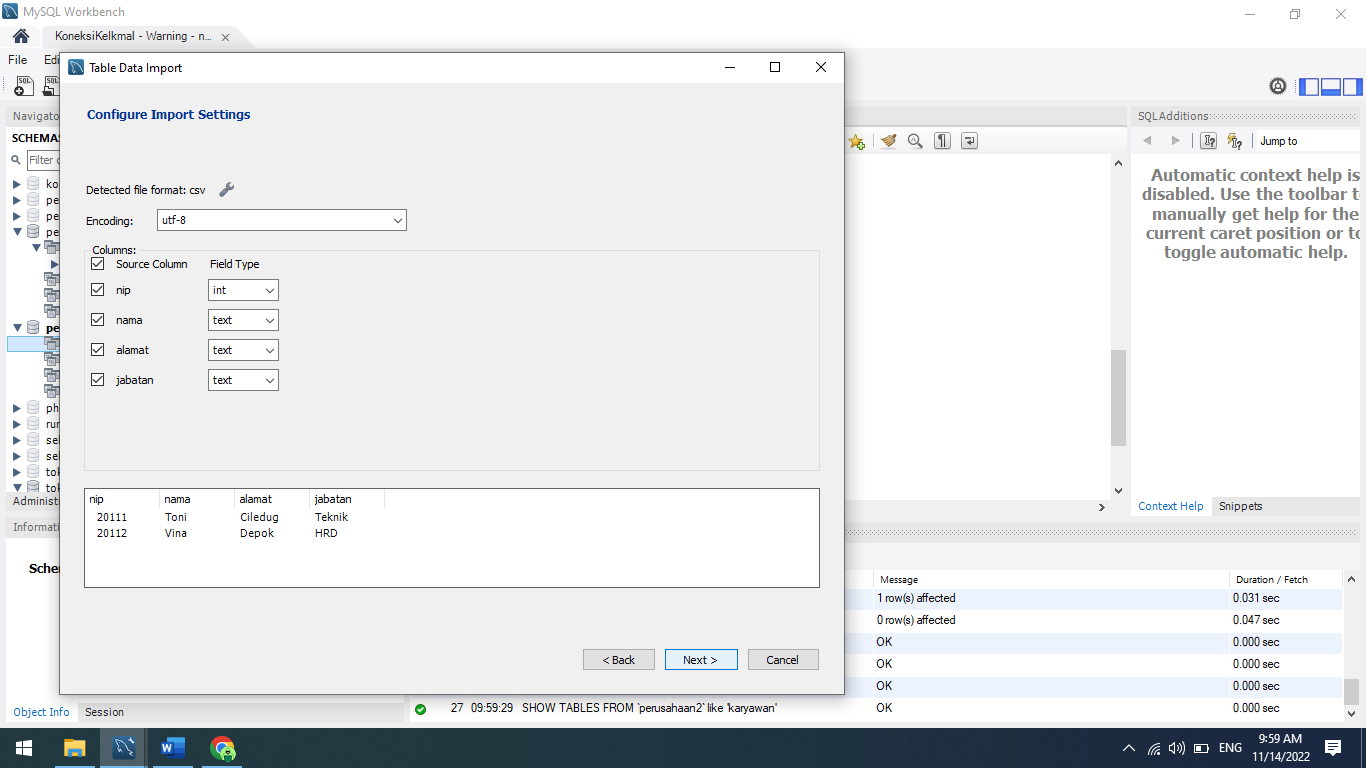 MySQL Workbench
KoneksiKelkmal - Warning - n...
File Edi
Table Data Import
Configure Import Settings
Detected file format: csv
Encoding: utf-8
Columns:
Source Column Field Type
nip int
nama text
alamat text
jabatan text
nip nama alamat jabatan
20111 Toni Ciledug Teknik
20112 Vina Depok HRD
< Back Next > Cancel
Navigato
SCHEMAS
Filter o
ko
pe
pe
pe
pe
ph
rur
sel
sel
tok
tok
Administ
Informati
Schem
Object Info Session
SQLAdditions
Jump to
Automatic context help is
disabled. Use the toolbar t
manually get help for the
current caret position or to
toggle automatic help.
Context Help Snippets
Message Duration / Fetch
1 row(s) affected 0.031 sec
0 row(s) affected 0.047 sec
OK 0.000 sec
OK 0.000 sec
OK 0.000 sec
27 09:59:29 SHOW TABLES FROM `perusahaan2` like 'karyawan' OK 0.000 sec
ENG
9:59 AM
11/14/2022